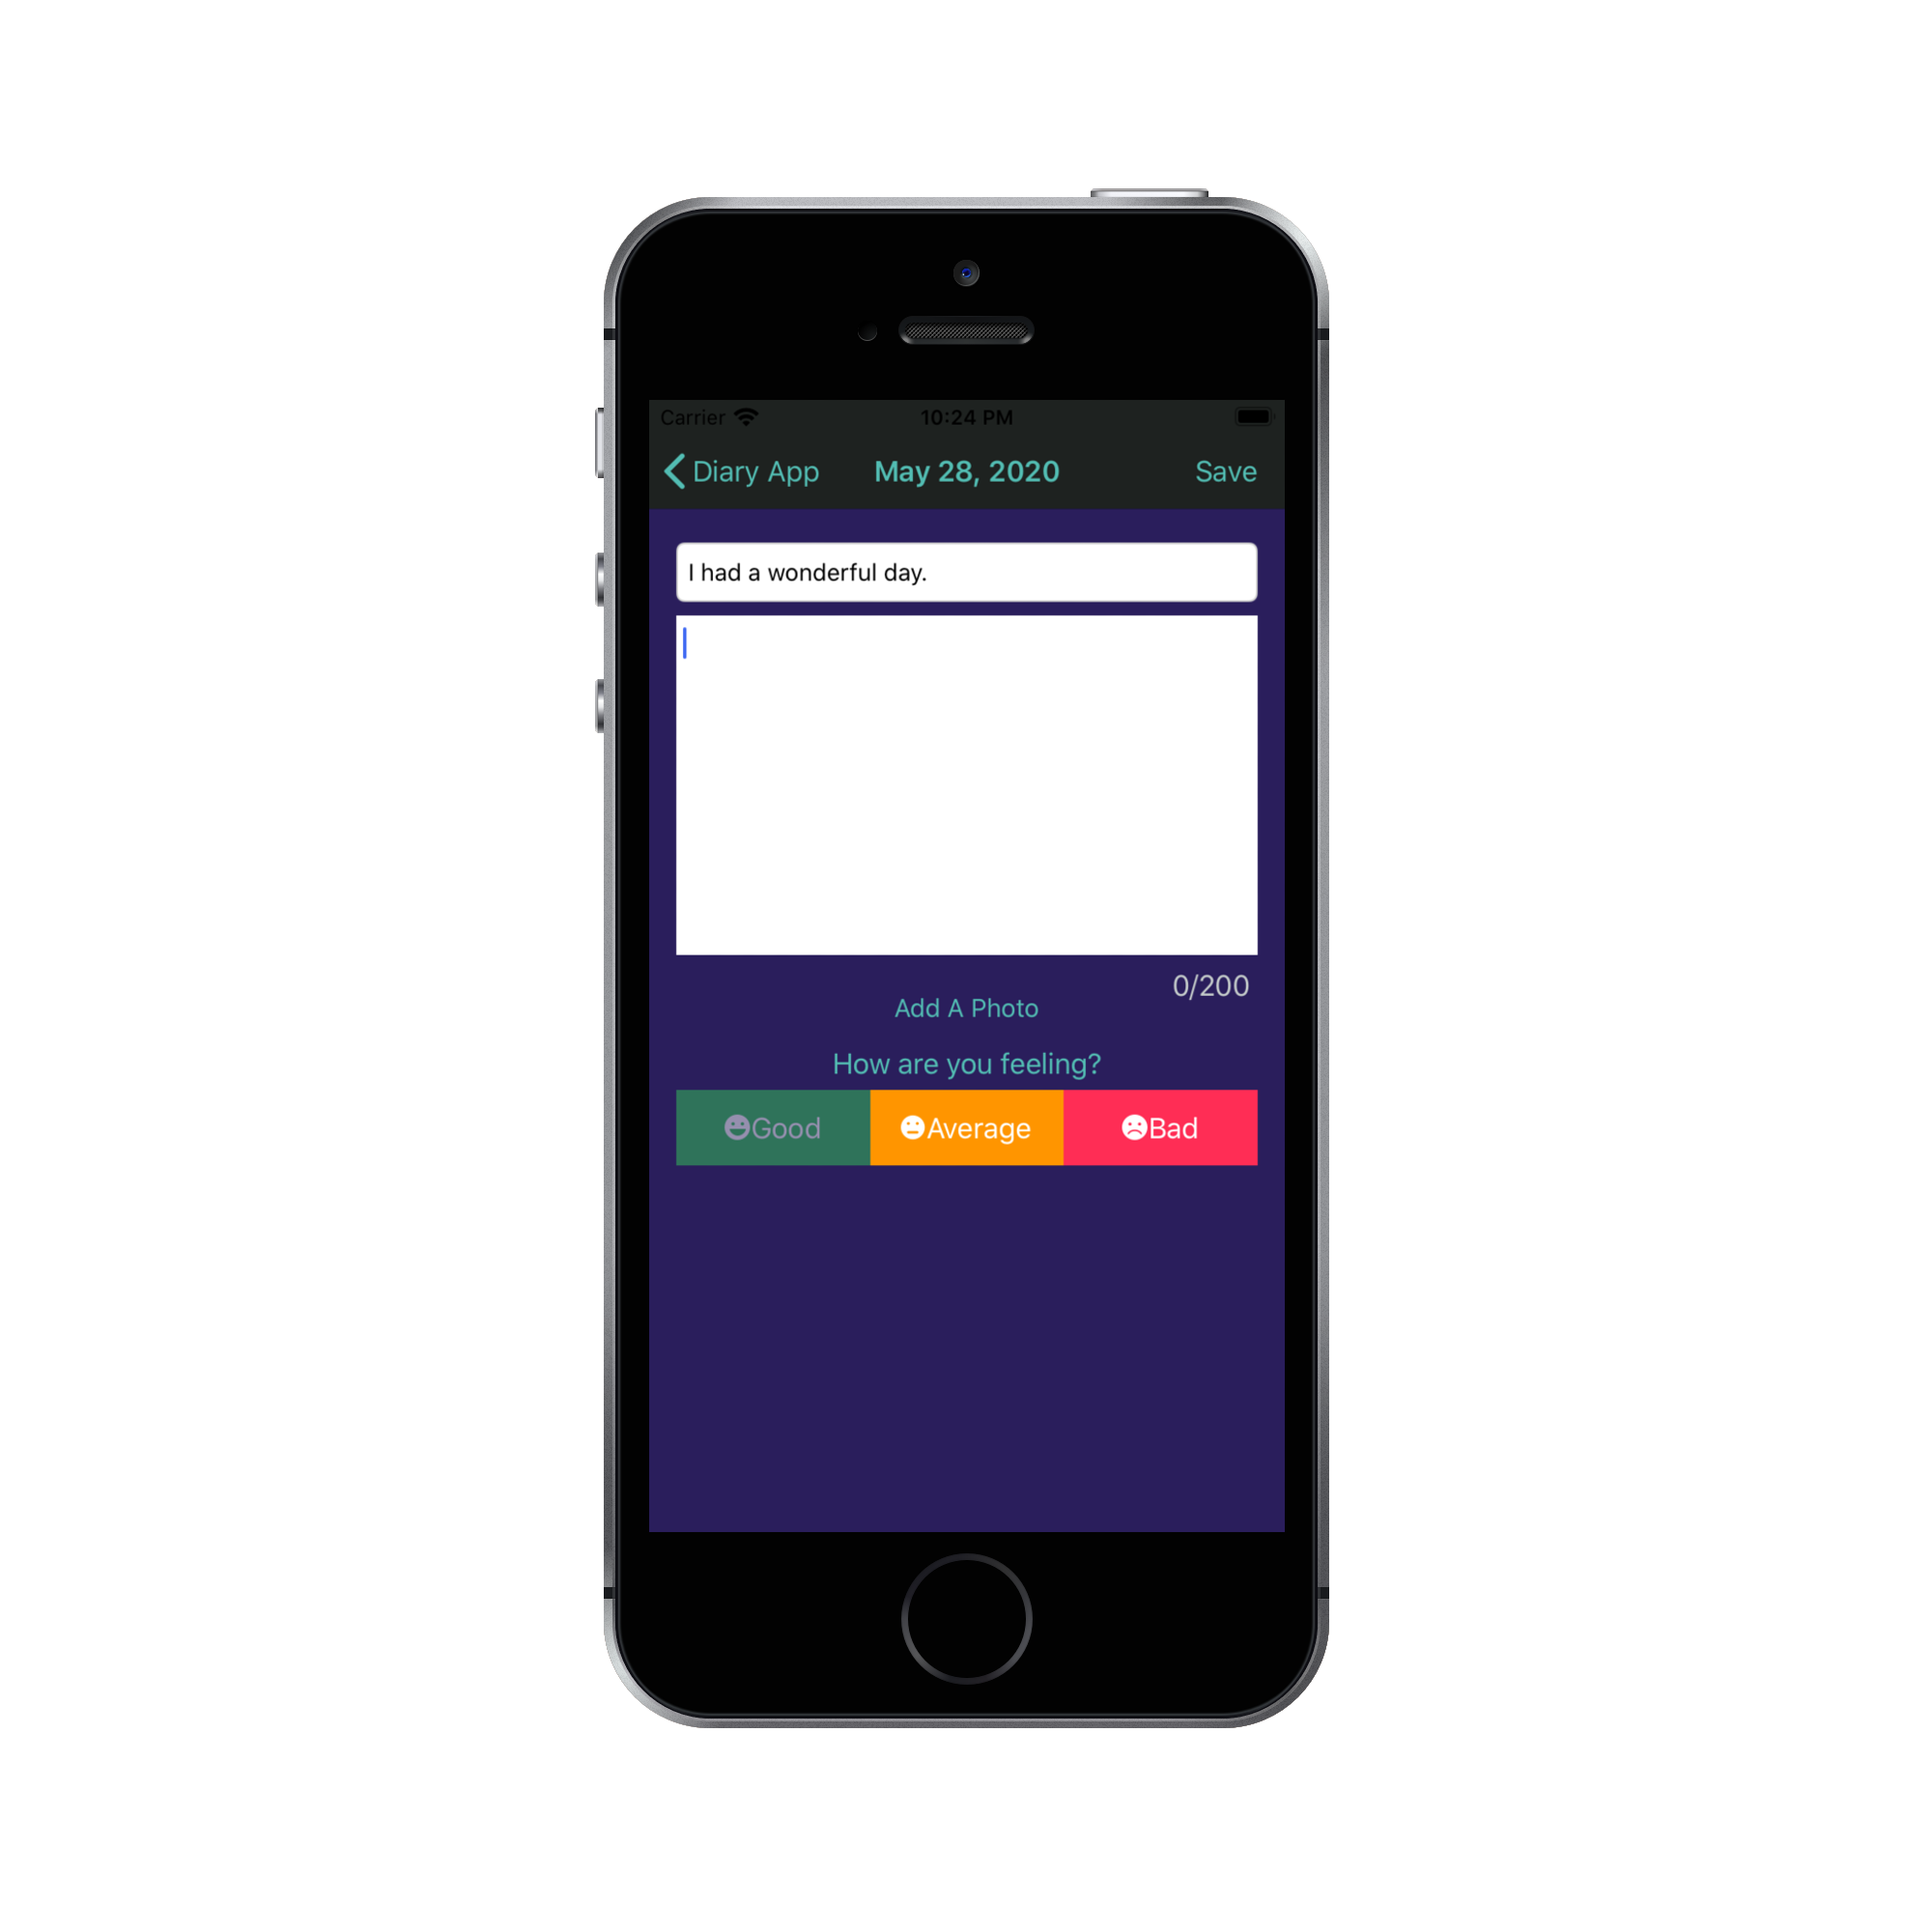 Carrier 10:24 PM
Diary App May 28, 2020 Save
I had a wonderful day.
0/200
Add A Photo
How are you feeling?
Good Average Bad